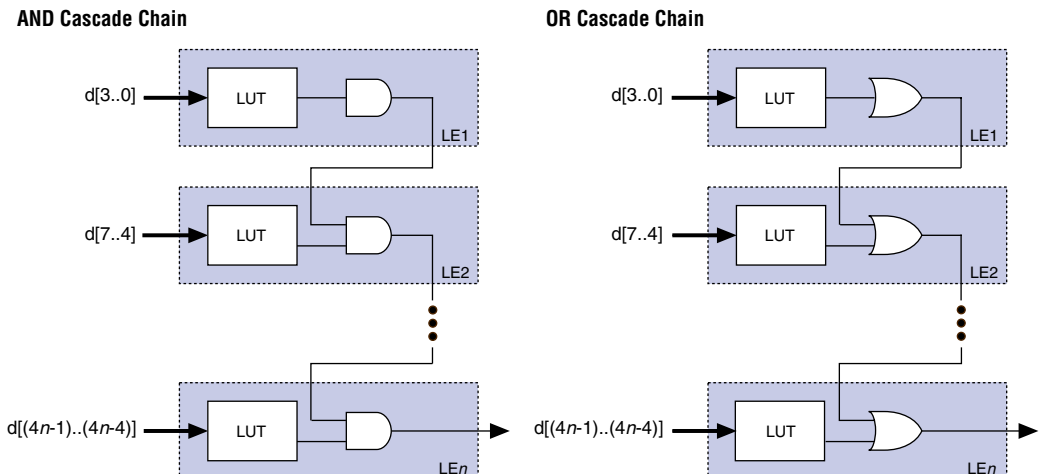 AND Cascade Chain
d[3..0]
LUT
LE1
d[7..4]
LUT
LE2
d[(4n-1)..(4n-4)]
LUT
LEn
OR Cascade Chain
d[3..0]
LUT
LE1
d[7..4]
LUT
LE2
d[(4n-1)..(4n-4)]
LUT
LEn